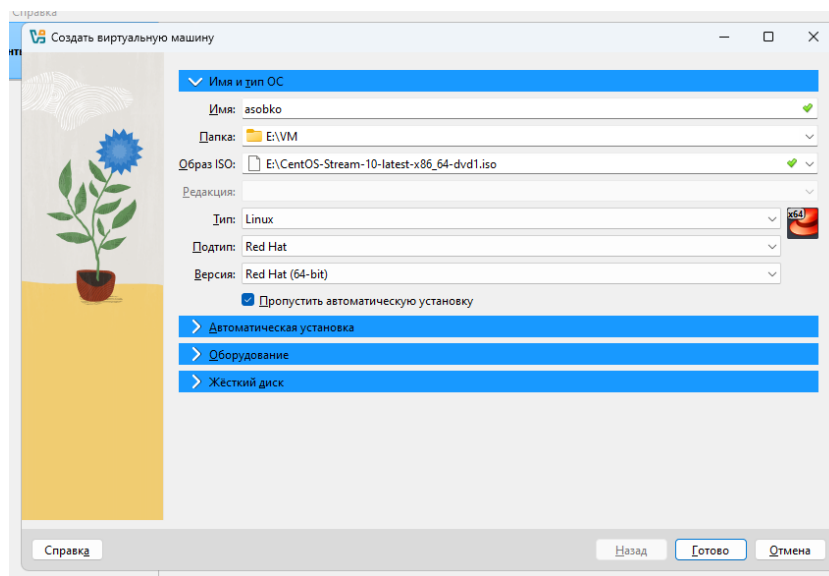 Справка
Создать виртуальную машину
Имя и тип ОС
Имя: asobko
Папка: E:\VM
Образ ISO: E:\CentOS-Stream-10-latest-x86_64-dvd1.iso
Редакция:
Тип: Linux
x64
Подтип: Red Hat
Версия: Red Hat (64-bit)
Пропустить автоматическую установку
Автоматическая установка
Оборудование
Жёсткий диск
Справка
Назад
Готово
Отмена